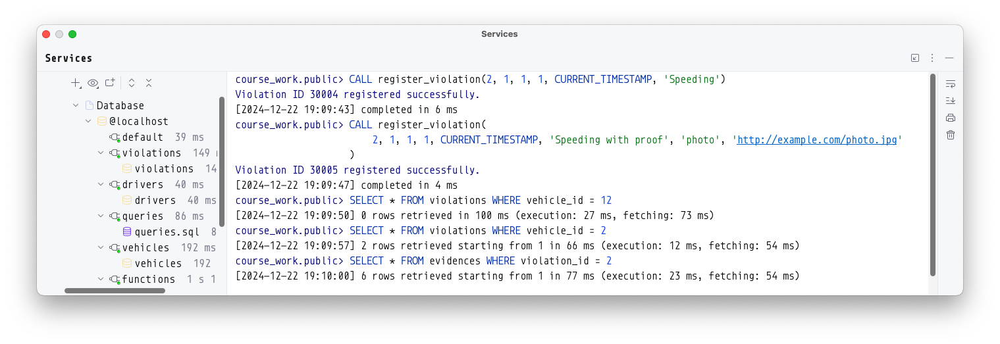 Services
Services
Database
@localhost
default 39 ms
violations 149
violations 14
drivers 40 ms
drivers 40 ms
queries 86 ms
queries.sql 8
vehicles 192 ms
vehicles 192
functions 1 s 1
course_work.public> CALL register_violation(2, 1, 1, 1, CURRENT_TIMESTAMP, 'Speeding')
Violation ID 30004 registered successfully.
[2024-12-22 19:09:43] completed in 6 ms
course_work.public> CALL register_violation(
2, 1, 1, 1, CURRENT_TIMESTAMP, 'Speeding with proof', 'photo', 'http://example.com/photo.jpg'
)
Violation ID 30005 registered successfully.
[2024-12-22 19:09:47] completed in 4 ms
course_work.public> SELECT * FROM violations WHERE vehicle_id = 12
[2024-12-22 19:09:50] 0 rows retrieved in 100 ms (execution: 27 ms, fetching: 73 ms)
course_work.public> SELECT * FROM violations WHERE vehicle_id = 2
[2024-12-22 19:09:57] 2 rows retrieved starting from 1 in 66 ms (execution: 12 ms, fetching: 54 ms)
course_work.public> SELECT * FROM evidences WHERE violation_id = 2
[2024-12-22 19:10:00] 6 rows retrieved starting from 1 in 77 ms (execution: 23 ms, fetching: 54 ms)